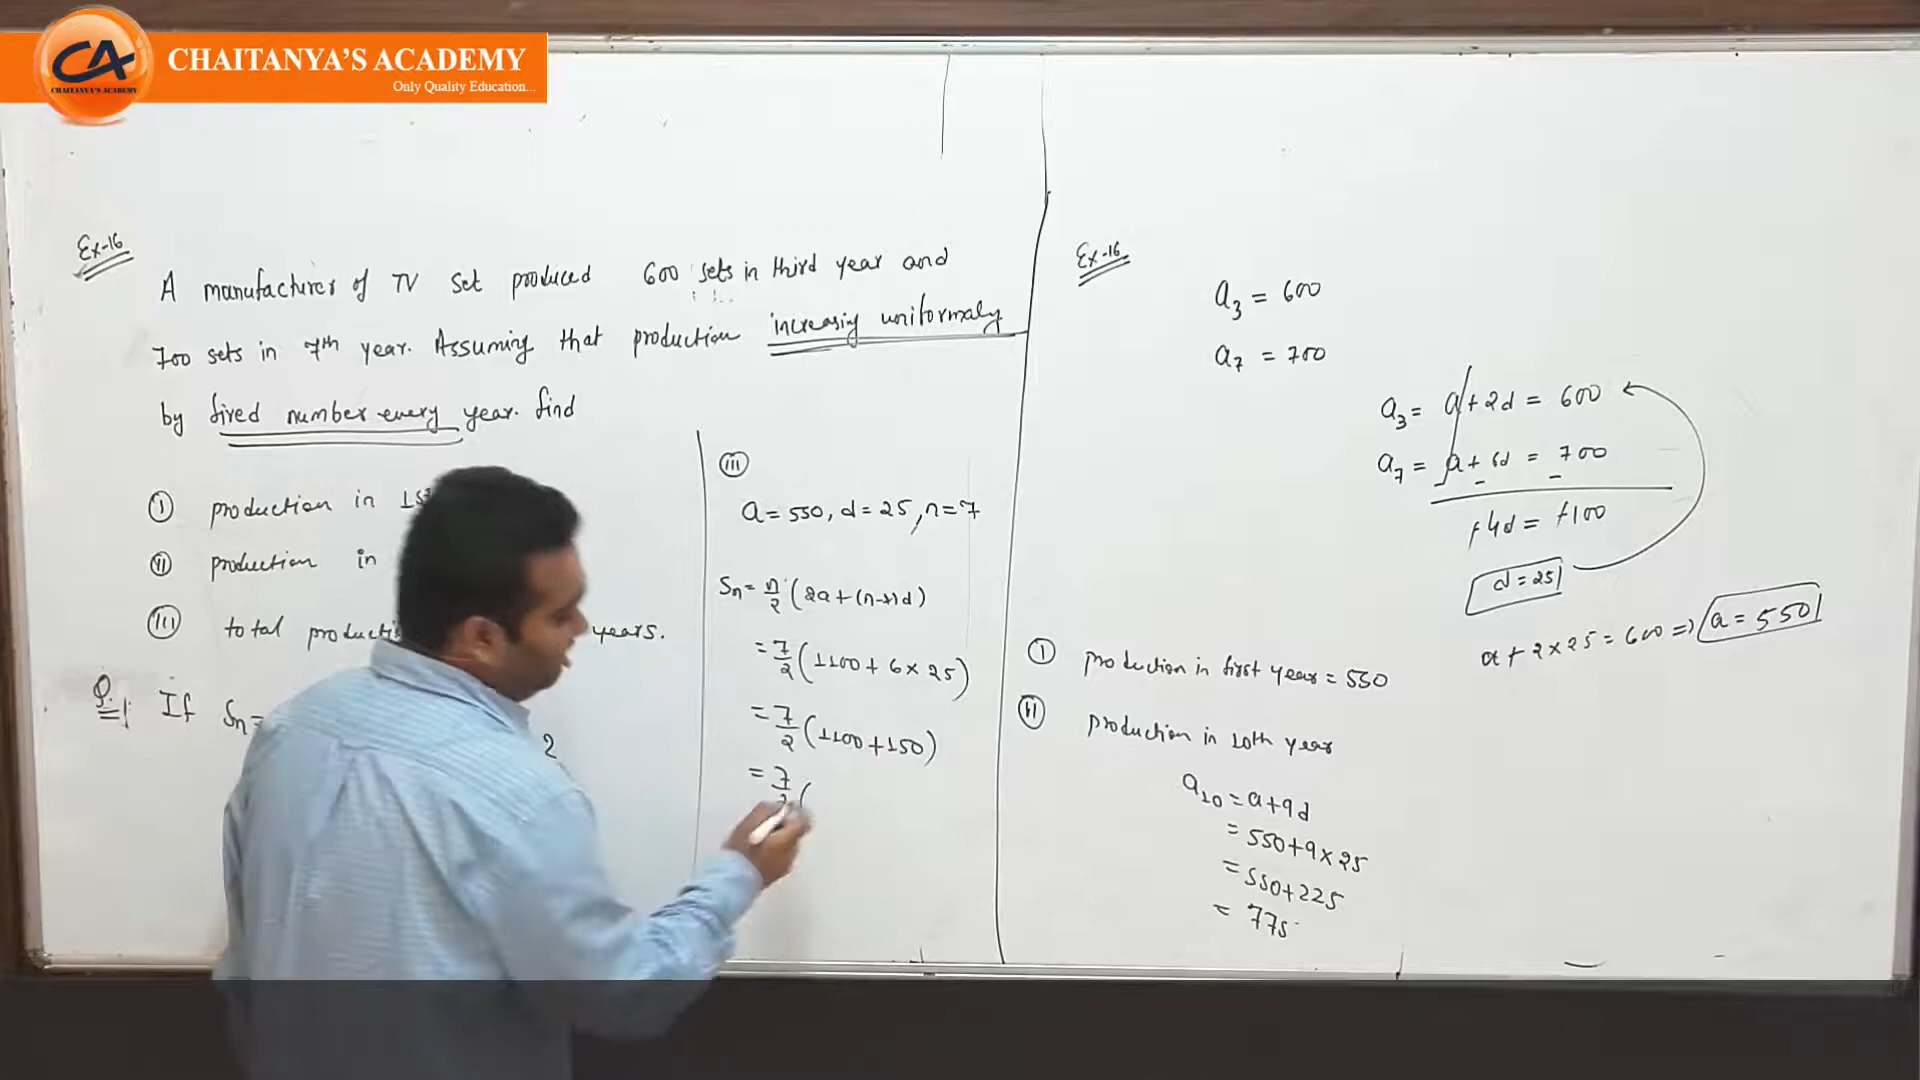 CHAITANYA'S ACADEMY
Only Quality Education...
CA
CHAITANYA'S ACADEMY
Ex-16
A manufacturer of TV set produced 600 sets in third year and
700 sets in 7th year. Assuming that production increasing uniformaly
by fixed number every year. find
(i) production in 1st
(ii) production in
(iii) total producti years.
Q.1 If Sn= 2
(iii)
a = 550, d = 25, n = 7
Sn = n/2 (2a + (n-1)d)
= 7/2 (1100 + 6 × 25)
= 7/2 (1100 + 150)
= 7/2 (
Ex-16
a3 = 600
a7 = 700
a3 = a + 2d = 600
a7 = a + 6d = 700
- -
+4d = +100
d = 25
a + 2 × 25 = 600 => a = 550
(i) production in first year = 550
(ii) production in 10th year
a10 = a + 9d
= 550 + 9 × 25
= 550 + 225
= 775